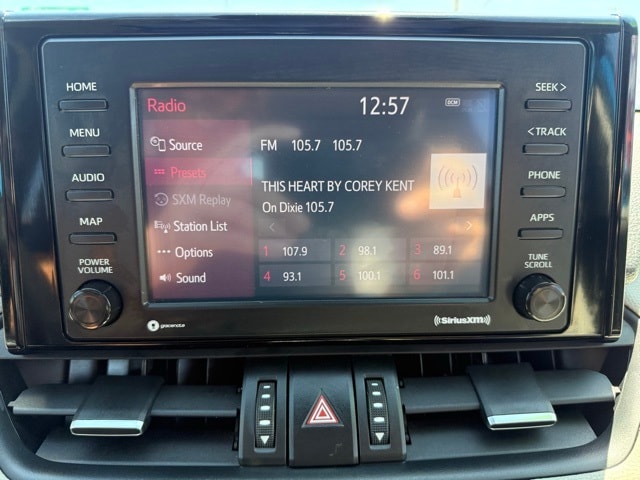 HOME
MENU
AUDIO
MAP
POWER
VOLUME
Radio
12:57
DCM
Source
Presets
SXM Replay
Station List
Options
Sound
FM 105.7 105.7
THIS HEART BY COREY KENT
On Dixie 105.7
1 107.9 2 98.1 3 89.1
4 93.1 5 100.1 6 101.1
SEEK >
< TRACK
PHONE
APPS
TUNE
SCROLL
gracenote
((SiriusXM))